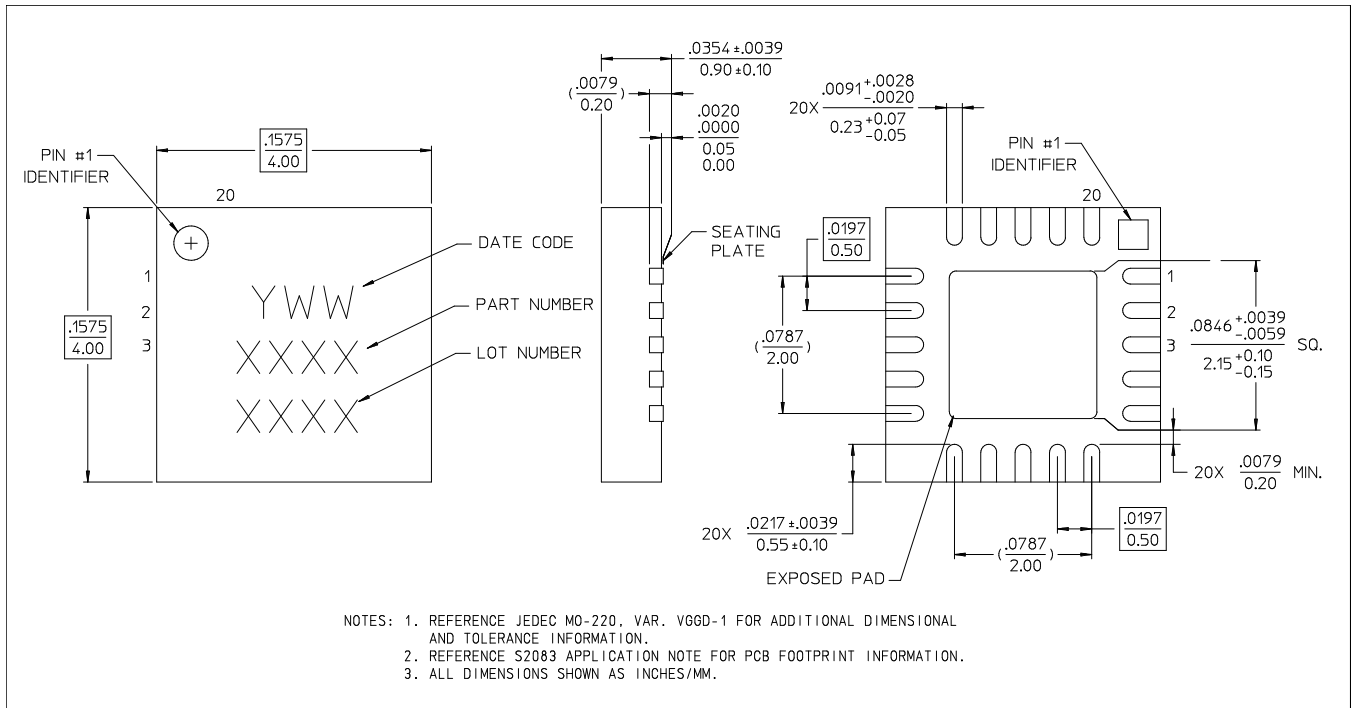 .1575
4.00
PIN #1
IDENTIFIER
20
1
2
3
.1575
4.00
DATE CODE
YWW
PART NUMBER
XXXX
LOT NUMBER
XXXX
.0354 ±.0039
0.90 ±0.10
(.0079
0.20)
.0020
.0000
0.05
0.00
SEATING
PLATE
20X .0091 +.0028
-.0020
0.23 +0.07
-0.05
PIN #1
IDENTIFIER
20
.0197
0.50
1
2
3
(.0787
2.00)
.0846 +.0039
-.0059
2.15 +0.10
-0.15
SQ.
20X .0079
0.20 MIN.
20X .0217 ±.0039
0.55 ±0.10
.0197
0.50
(.0787
2.00)
EXPOSED PAD
NOTES: 1. REFERENCE JEDEC MO-220, VAR. VGGD-1 FOR ADDITIONAL DIMENSIONAL
AND TOLERANCE INFORMATION.
2. REFERENCE S2083 APPLICATION NOTE FOR PCB FOOTPRINT INFORMATION.
3. ALL DIMENSIONS SHOWN AS INCHES/MM.